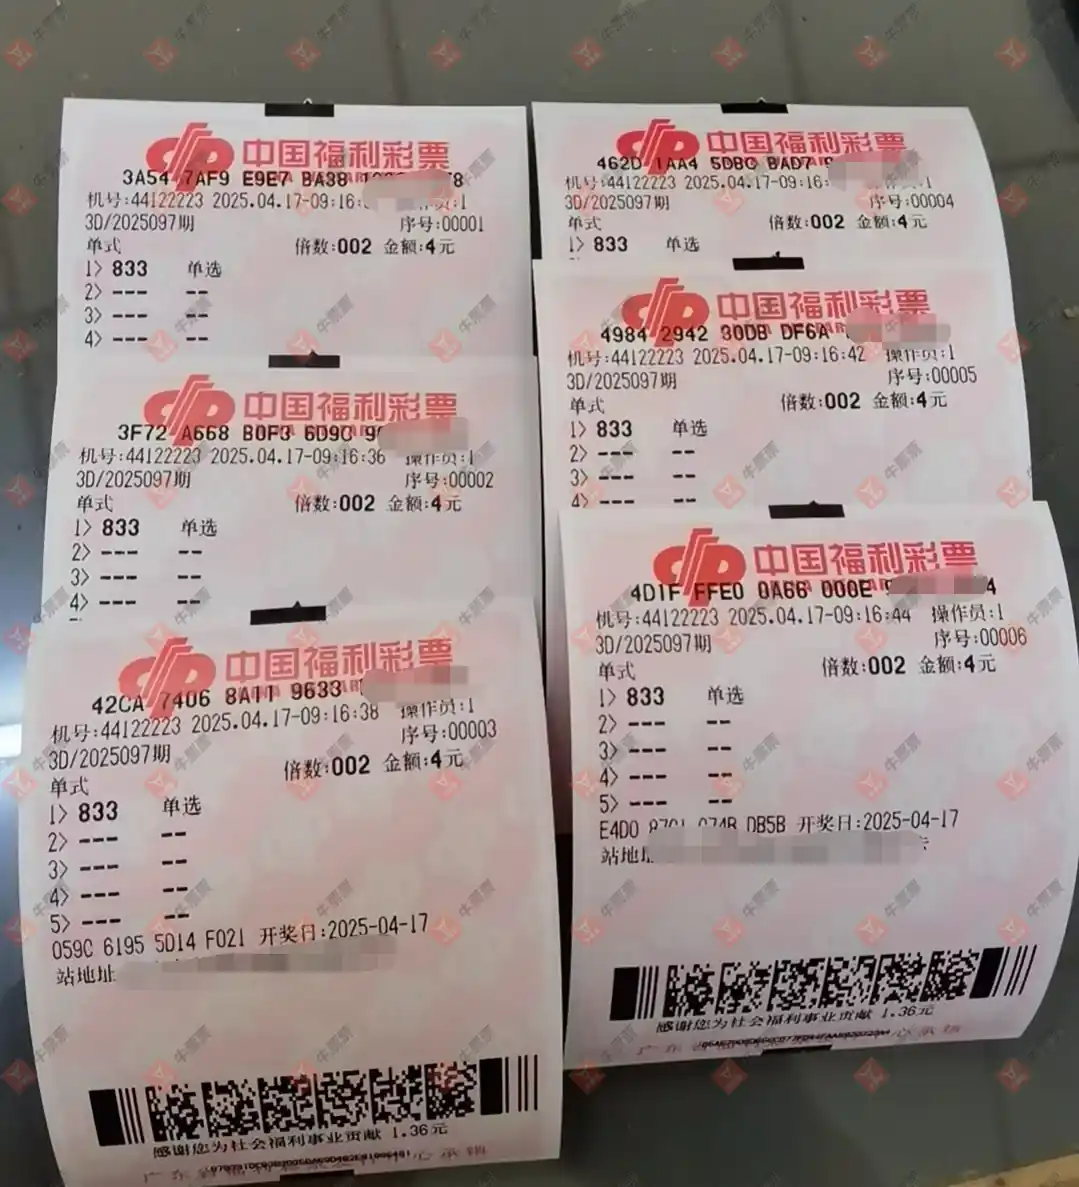 中国福利彩票
3A54 7AF9 E9E7 BA38
机号:44122223 2025.04.17-09:16: 操作员:1
3D/2025097期 序号:00001
单式 倍数:002 金额:4元
1> 833 单选
2> --- --
3> --- --
4> --- --
中国福利彩票
3F72 A668 B0F3 6D9C
机号:44122223 2025.04.17-09:16:36 操作员:1
3D/2025097期 序号:00002
单式 倍数:002 金额:4元
1> 833 单选
2> --- --
3> --- --
4> --- --
中国福利彩票
42CA 7406 8A11 9633
机号:44122223 2025.04.17-09:16:38 操作员:1
3D/2025097期 序号:00003
单式 倍数:002 金额:4元
1> 833 单选
2> --- --
3> --- --
4> --- --
5> --- --
059C 6195 5D14 F021 开奖日:2025-04-17
站地址
感谢您为社会福利事业贡献 1.36元
中国福利彩票
462D 1AA4 5DBC BAD7
机号:44122223 2025.04.17-09:16: :1
3D/2025097期 序号:00004
单式 倍数:002 金额:4元
1> 833 单选
中国福利彩票
4984 2942 30DB DF6A
机号:44122223 2025.04.17-09:16:42 操作员:1
3D/2025097期 序号:00005
单式 倍数:002 金额:4元
1> 833 单选
2> --- --
3> --- --
4> --- --
中国福利彩票
4D1F FFE0 0A66 000E
机号:44122223 2025.04.17-09:16:44 操作员:1
3D/2025097期 序号:00006
单式 倍数:002 金额:4元
1> 833 单选
2> --- --
3> --- --
4> --- --
5> --- --
E4D0 DB5B 开奖日:2025-04-17
站地址
感谢您为社会福利事业贡献 1.36元
牛票票